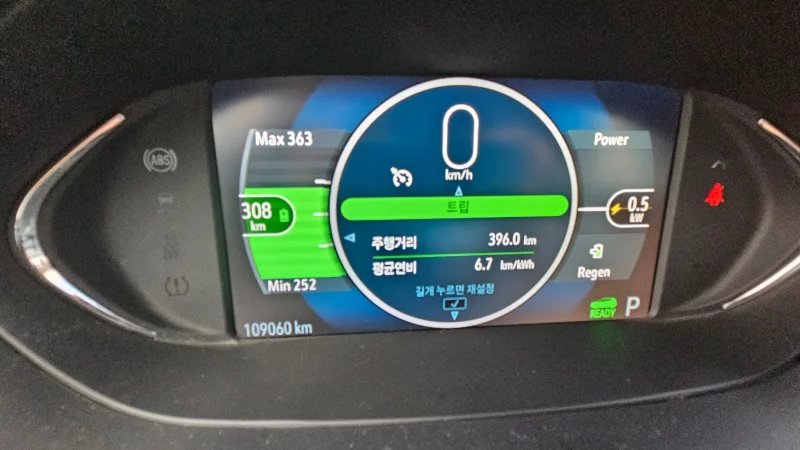 ABS
OFF
Max 363
308
km
Min 252
109060 km
0
km/h
트립
주행거리 396.0 km
평균연비 6.7 km/kWh
길게 누르면 재설정
Power
0.5
kW
Regen
READY P